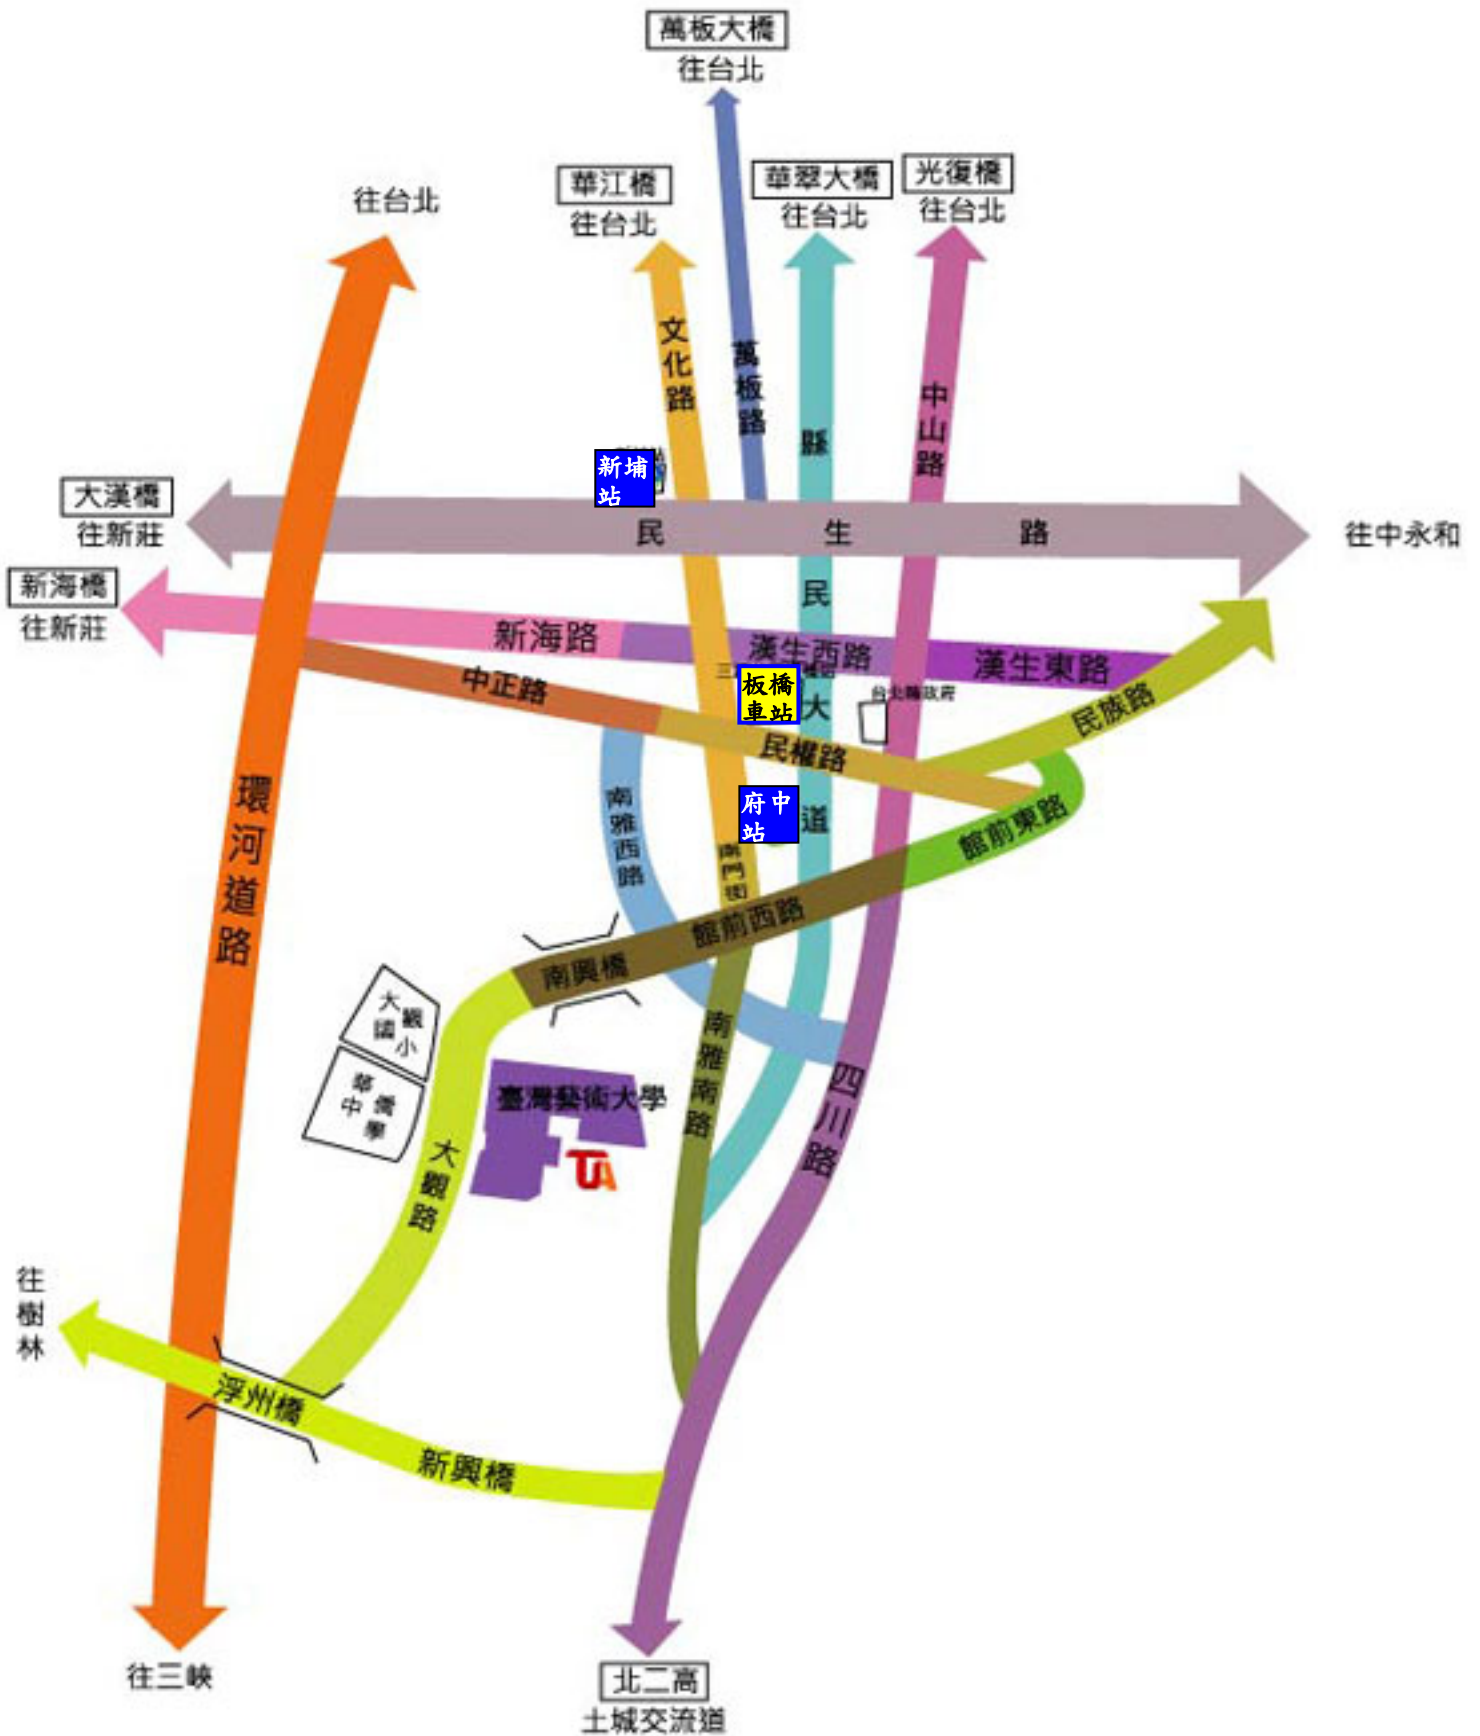 萬板大橋
往台北
華江橋
往台北
華翠大橋
往台北
光復橋
往台北
往台北
文化路
萬板路
縣民大道
中山路
新埔站
大漢橋
往新莊
民生路
往中永和
新海橋
往新莊
新海路
漢生西路
漢生東路
中正路
板橋車站
台北縣政府
民族路
民權路
環河道路
南雅西路
府中站
南門街
館前東路
館前西路
南興橋
大觀國小
華僑中學
臺灣藝術大學
南雅南路
四川路
大觀路
往樹林
浮州橋
新興橋
往三峽
北二高
土城交流道